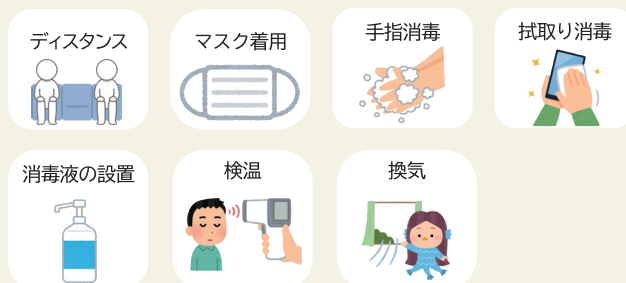 ディスタンス
マスク着用
手指消毒
拭取り消毒
消毒液の設置
検温
換気